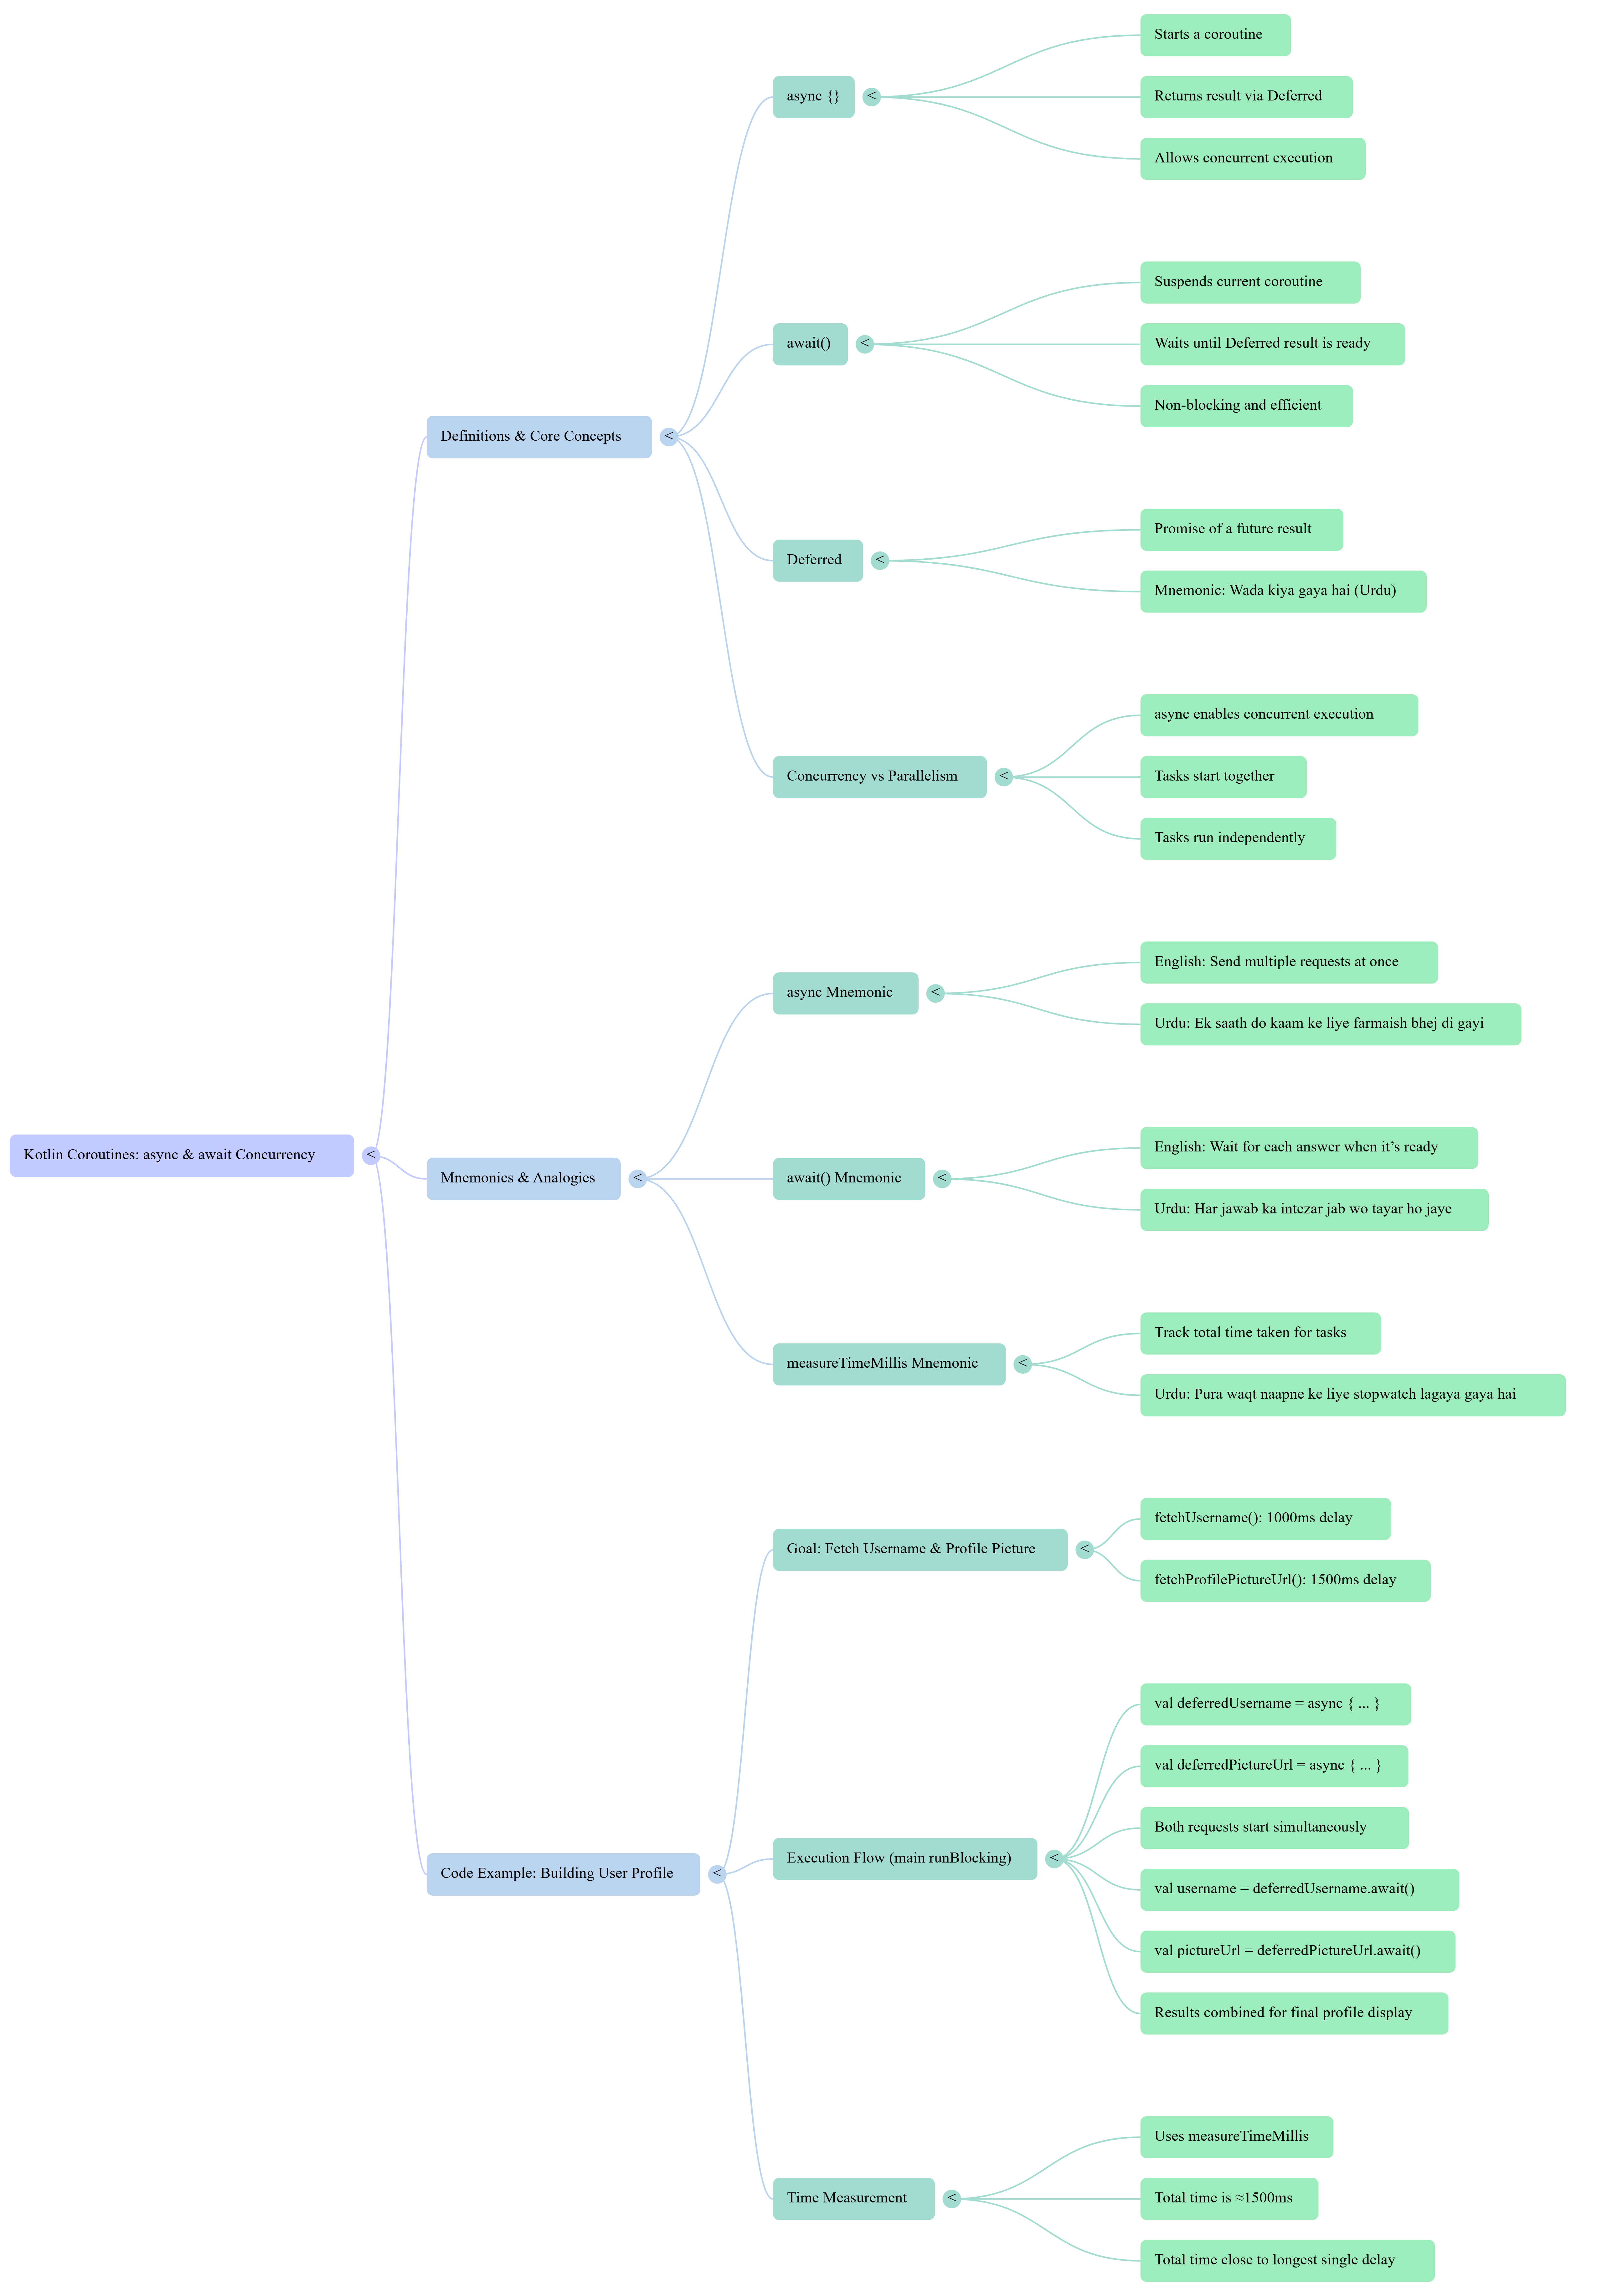 Kotlin Coroutines: async & await Concurrency
<
Definitions & Core Concepts
<
async {}
<
Starts a coroutine
Returns result via Deferred
Allows concurrent execution
await()
<
Suspends current coroutine
Waits until Deferred result is ready
Non-blocking and efficient
Deferred
<
Promise of a future result
Mnemonic: Wada kiya gaya hai (Urdu)
Concurrency vs Parallelism
<
async enables concurrent execution
Tasks start together
Tasks run independently
Mnemonics & Analogies
<
async Mnemonic
<
English: Send multiple requests at once
Urdu: Ek saath do kaam ke liye farmaish bhej di gayi
await() Mnemonic
<
English: Wait for each answer when it’s ready
Urdu: Har jawab ka intezar jab wo tayar ho jaye
measureTimeMillis Mnemonic
<
Track total time taken for tasks
Urdu: Pura waqt naapne ke liye stopwatch lagaya gaya hai
Code Example: Building User Profile
<
Goal: Fetch Username & Profile Picture
<
fetchUsername(): 1000ms delay
fetchProfilePictureUrl(): 1500ms delay
Execution Flow (main runBlocking)
<
val deferredUsername = async { ... }
val deferredPictureUrl = async { ... }
Both requests start simultaneously
val username = deferredUsername.await()
val pictureUrl = deferredPictureUrl.await()
Results combined for final profile display
Time Measurement
<
Uses measureTimeMillis
Total time is ≈1500ms
Total time close to longest single delay